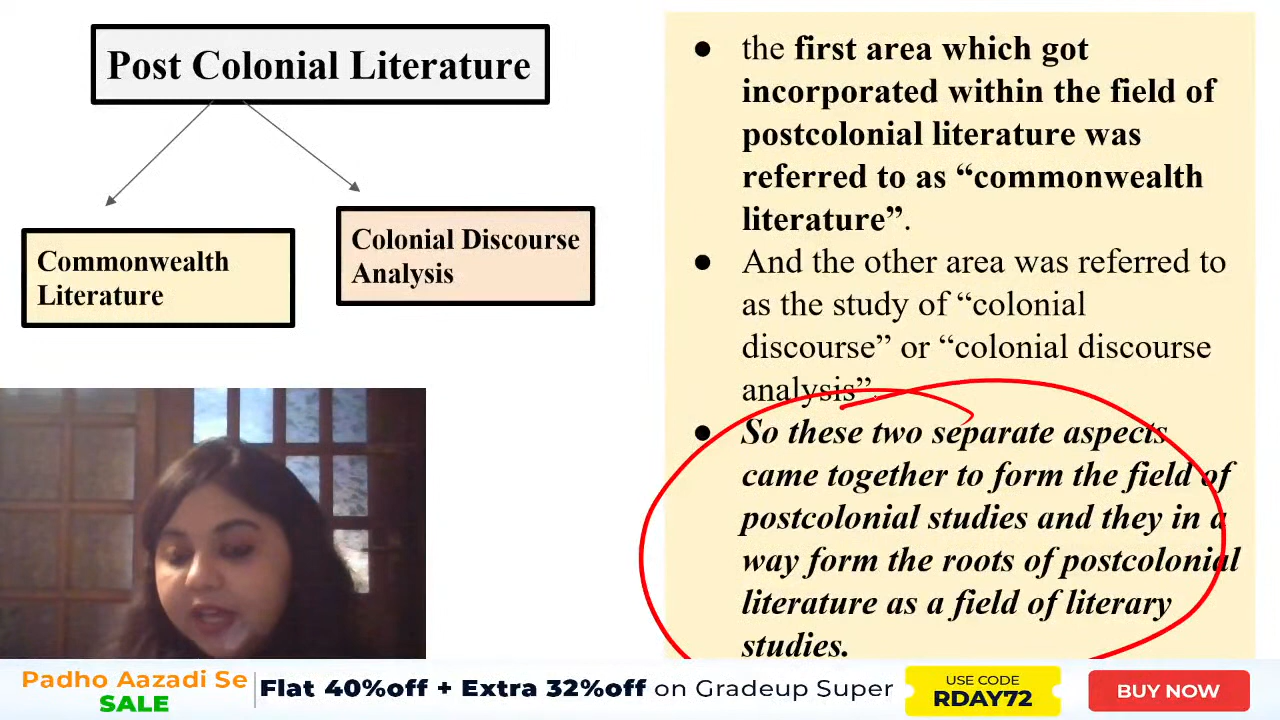 Post Colonial Literature
Commonwealth
Literature
Colonial Discourse
Analysis
● the first area which got
incorporated within the field of
postcolonial literature was
referred to as “commonwealth
literature”.
● And the other area was referred to
as the study of “colonial
discourse” or “colonial discourse
analysis”.
● So these two separate aspects
came together to form the field of
postcolonial studies and they in a
way form the roots of postcolonial
literature as a field of literary
studies.
Padho Aazadi Se
SALE
Flat 40%off + Extra 32%off on Gradeup Super
USE CODE
RDAY72
BUY NOW